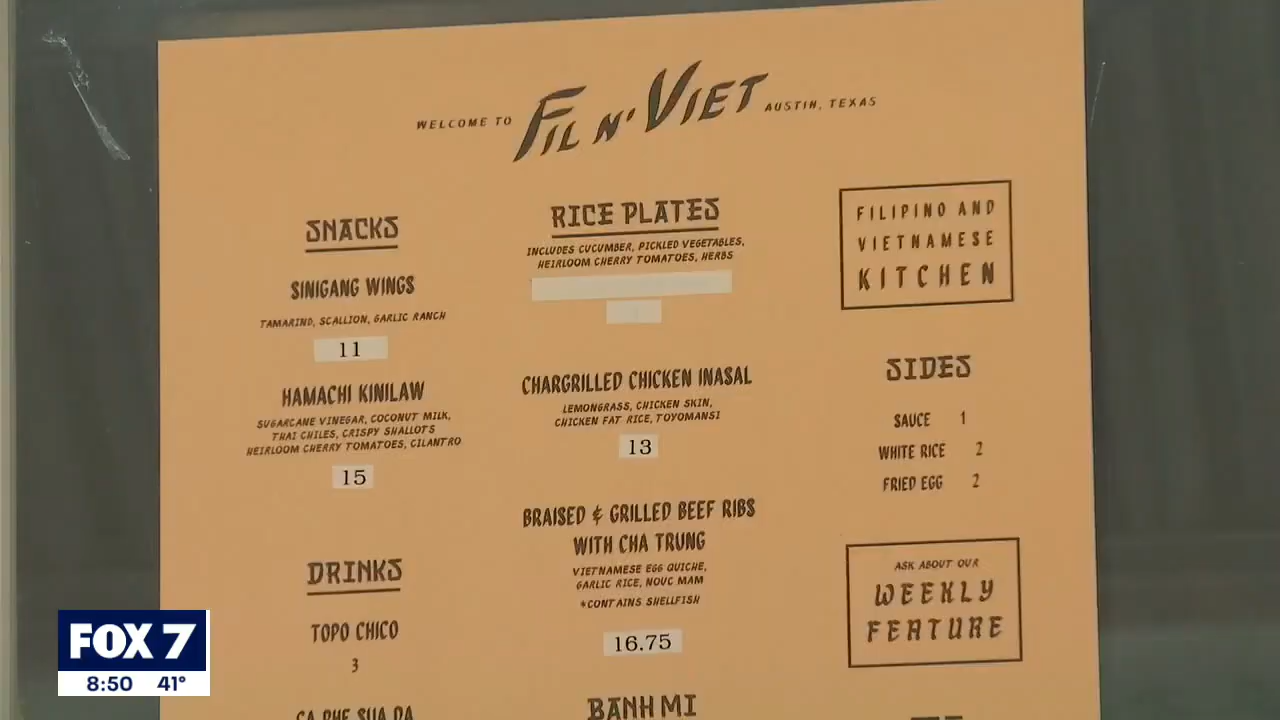 WELCOME TO FIL N' VIET AUSTIN, TEXAS
SNACKS
SINIGANG WINGS
TAMARIND, SCALLION, GARLIC RANCH
11
HAMACHI KINILAW
SUGARCANE VINEGAR, COCONUT MILK,
THAI CHILES, CRISPY SHALLOTS
HEIRLOOM CHERRY TOMATOES, CILANTRO
15
DRINKS
TOPO CHICO
3
CA PHE SUA DA
RICE PLATES
INCLUDES CUCUMBER, PICKLED VEGETABLES,
HEIRLOOM CHERRY TOMATOES, HERBS
CHARGRILLED CHICKEN INASAL
LEMONGRASS, CHICKEN SKIN,
CHICKEN FAT RICE, TOYOMANSI
13
BRAISED & GRILLED BEEF RIBS
WITH CHA TRUNG
VIETNAMESE EGG QUICHE,
GARLIC RICE, NOUC MAM
*CONTAINS SHELLFISH
16.75
BANH MI
FILIPINO AND
VIETNAMESE
KITCHEN
SIDES
SAUCE 1
WHITE RICE 2
FRIED EGG 2
ASK ABOUT OUR
WEEKLY
FEATURE
FOX 7
8:50 41°